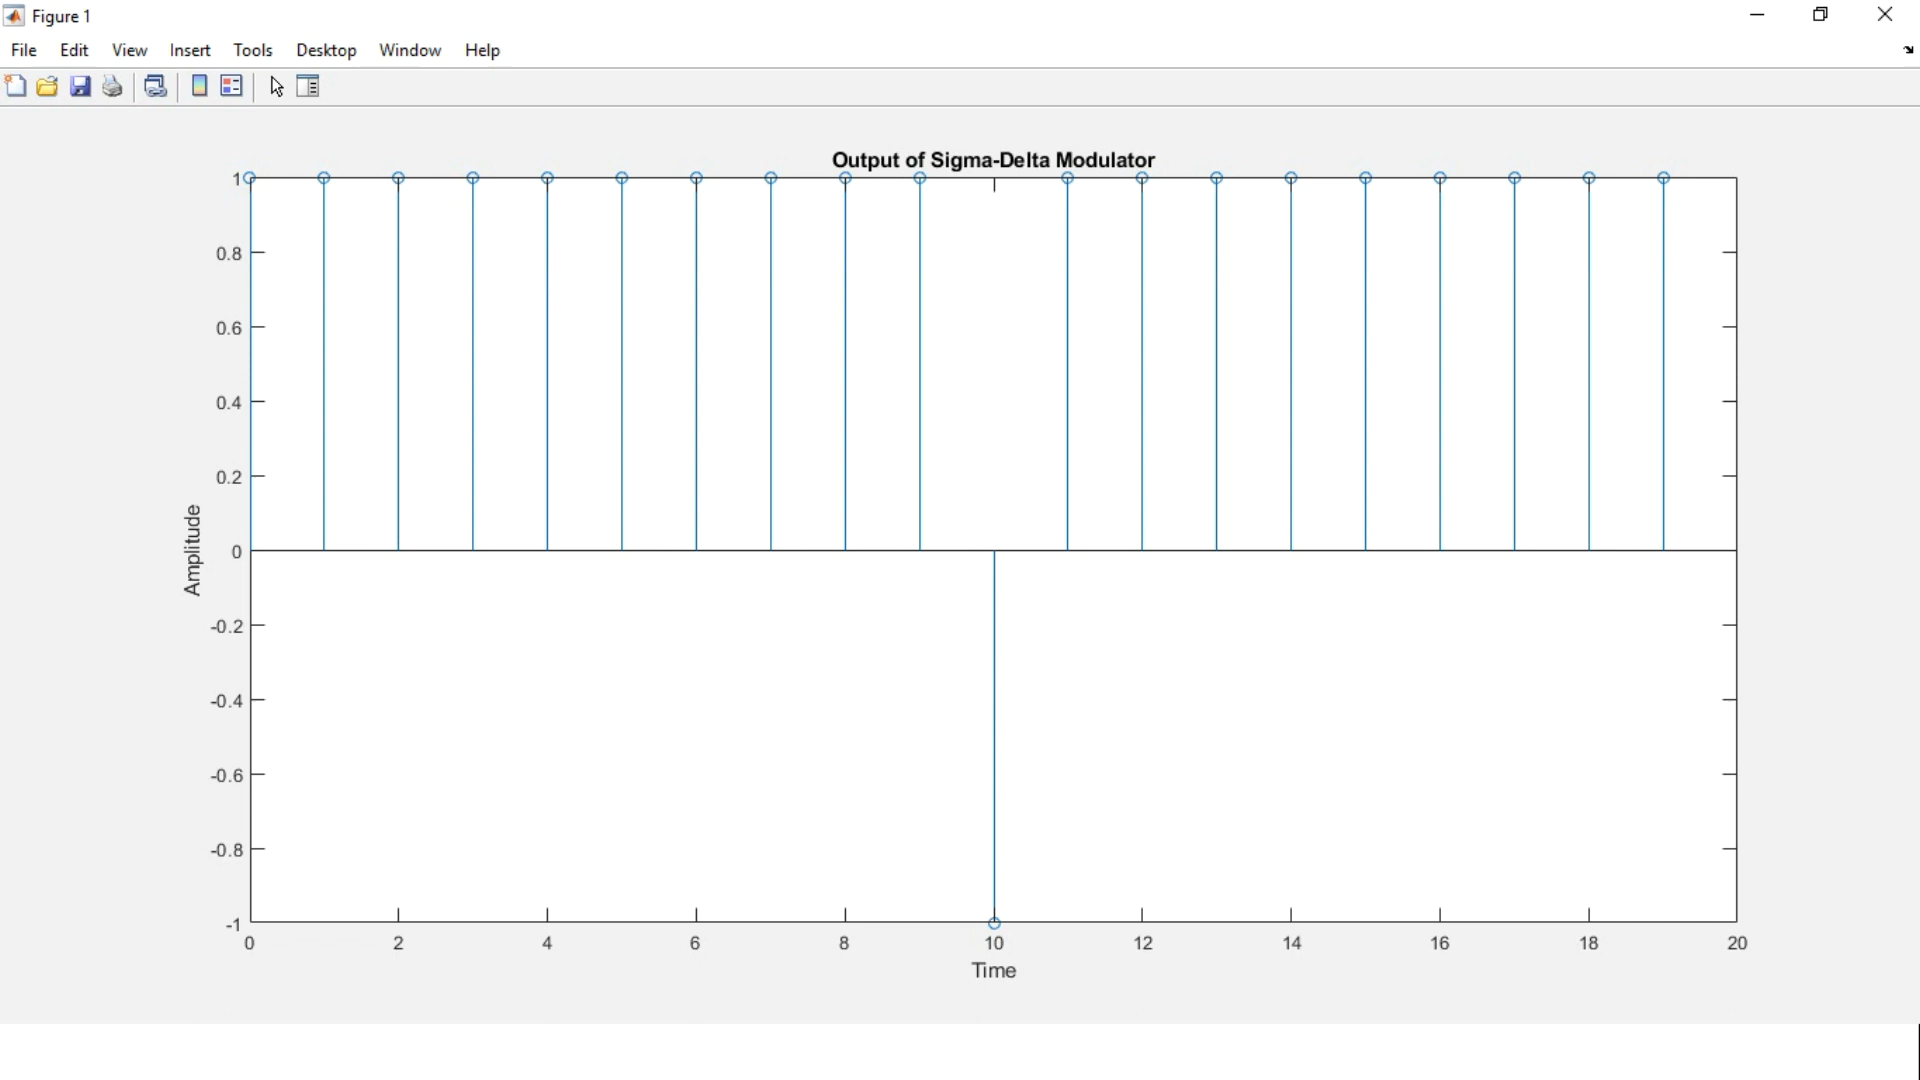 Figure 1
File Edit View Insert Tools Desktop Window Help
Output of Sigma-Delta Modulator
1
0.8
0.6
0.4
0.2
0
-0.2
-0.4
-0.6
-0.8
-1
Amplitude
0 2 4 6 8 10 12 14 16 18 20
Time